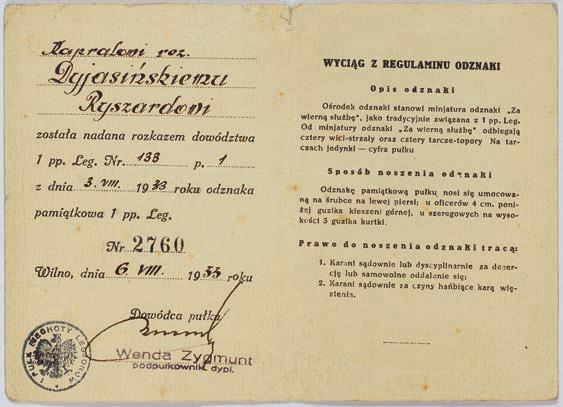 Kapralowi rez.
Dyjasińskiemu
Ryszardowi
została nadana rozkazem dowództwa
1 pp. Leg. Nr. 133 p. 1
z dnia 3. VIII. 1933 roku odznaka
pamiątkowa 1 pp. Leg.
Nr 2760
Wilno, dnia 6 VIII. 1933 roku
Dowódca pułku
Wenda Zygmunt
podpułkownik dypl.
1 PUŁK PIECHOTY LEGIONÓW
WYCIĄG Z REGULAMINU ODZNAKI
Opis odznaki
Ośrodek odznaki stanowi minjatura odznaki „Za
wierną służbę", jako tradycyjnie związana z 1 pp. Leg.
Od minjatury odznaki „Za wierną służbę" odbiegają
cztery wici-strzały oraz cztery tarcze-topory Na tar-
czach jedynki — cyfra pułku
Sposób noszenia odznaki
Odznakę pamiątkową pułku nosi się umocowa-
ną na śrubce na lewej piersi; u oficerów 4 cm. poni-
żej guzika kieszeni górnej, u szeregowych na wyso-
kości 3 guzika kurtki.
Prawo do noszenia odznaki tracą:
1. Karani sądownie lub dyscyplinarnie za dezer-
cję lub samowolne oddalenie się;
2. Karani sądownie za czyny hańbiące karą wię-
zienia.